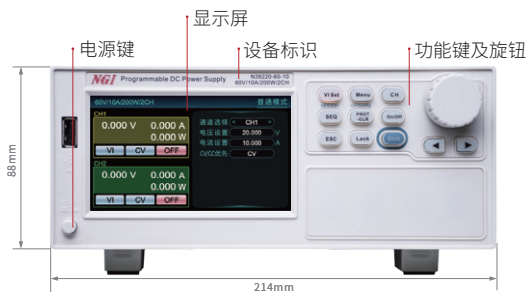 显示屏
电源键
设备标识
功能键及旋钮
NGI Programmable DC Power Supply
N39220-60-10
60V/10A/200W/2CH
60V/10A/200W/2CH 普通模式
CH1
0.000 V 0.000 A
0.000 W
VI CV OFF
CH2
0.000 V 0.000 A
0.000 W
VI CV OFF
通道选择 CH1
电压设置 20.000 V
电流设置 10.000 A
CV/CC优先 CV
VI Set Menu CH
SEQ PROT -CLR On/Off
ESC Lock
88mm
214mm